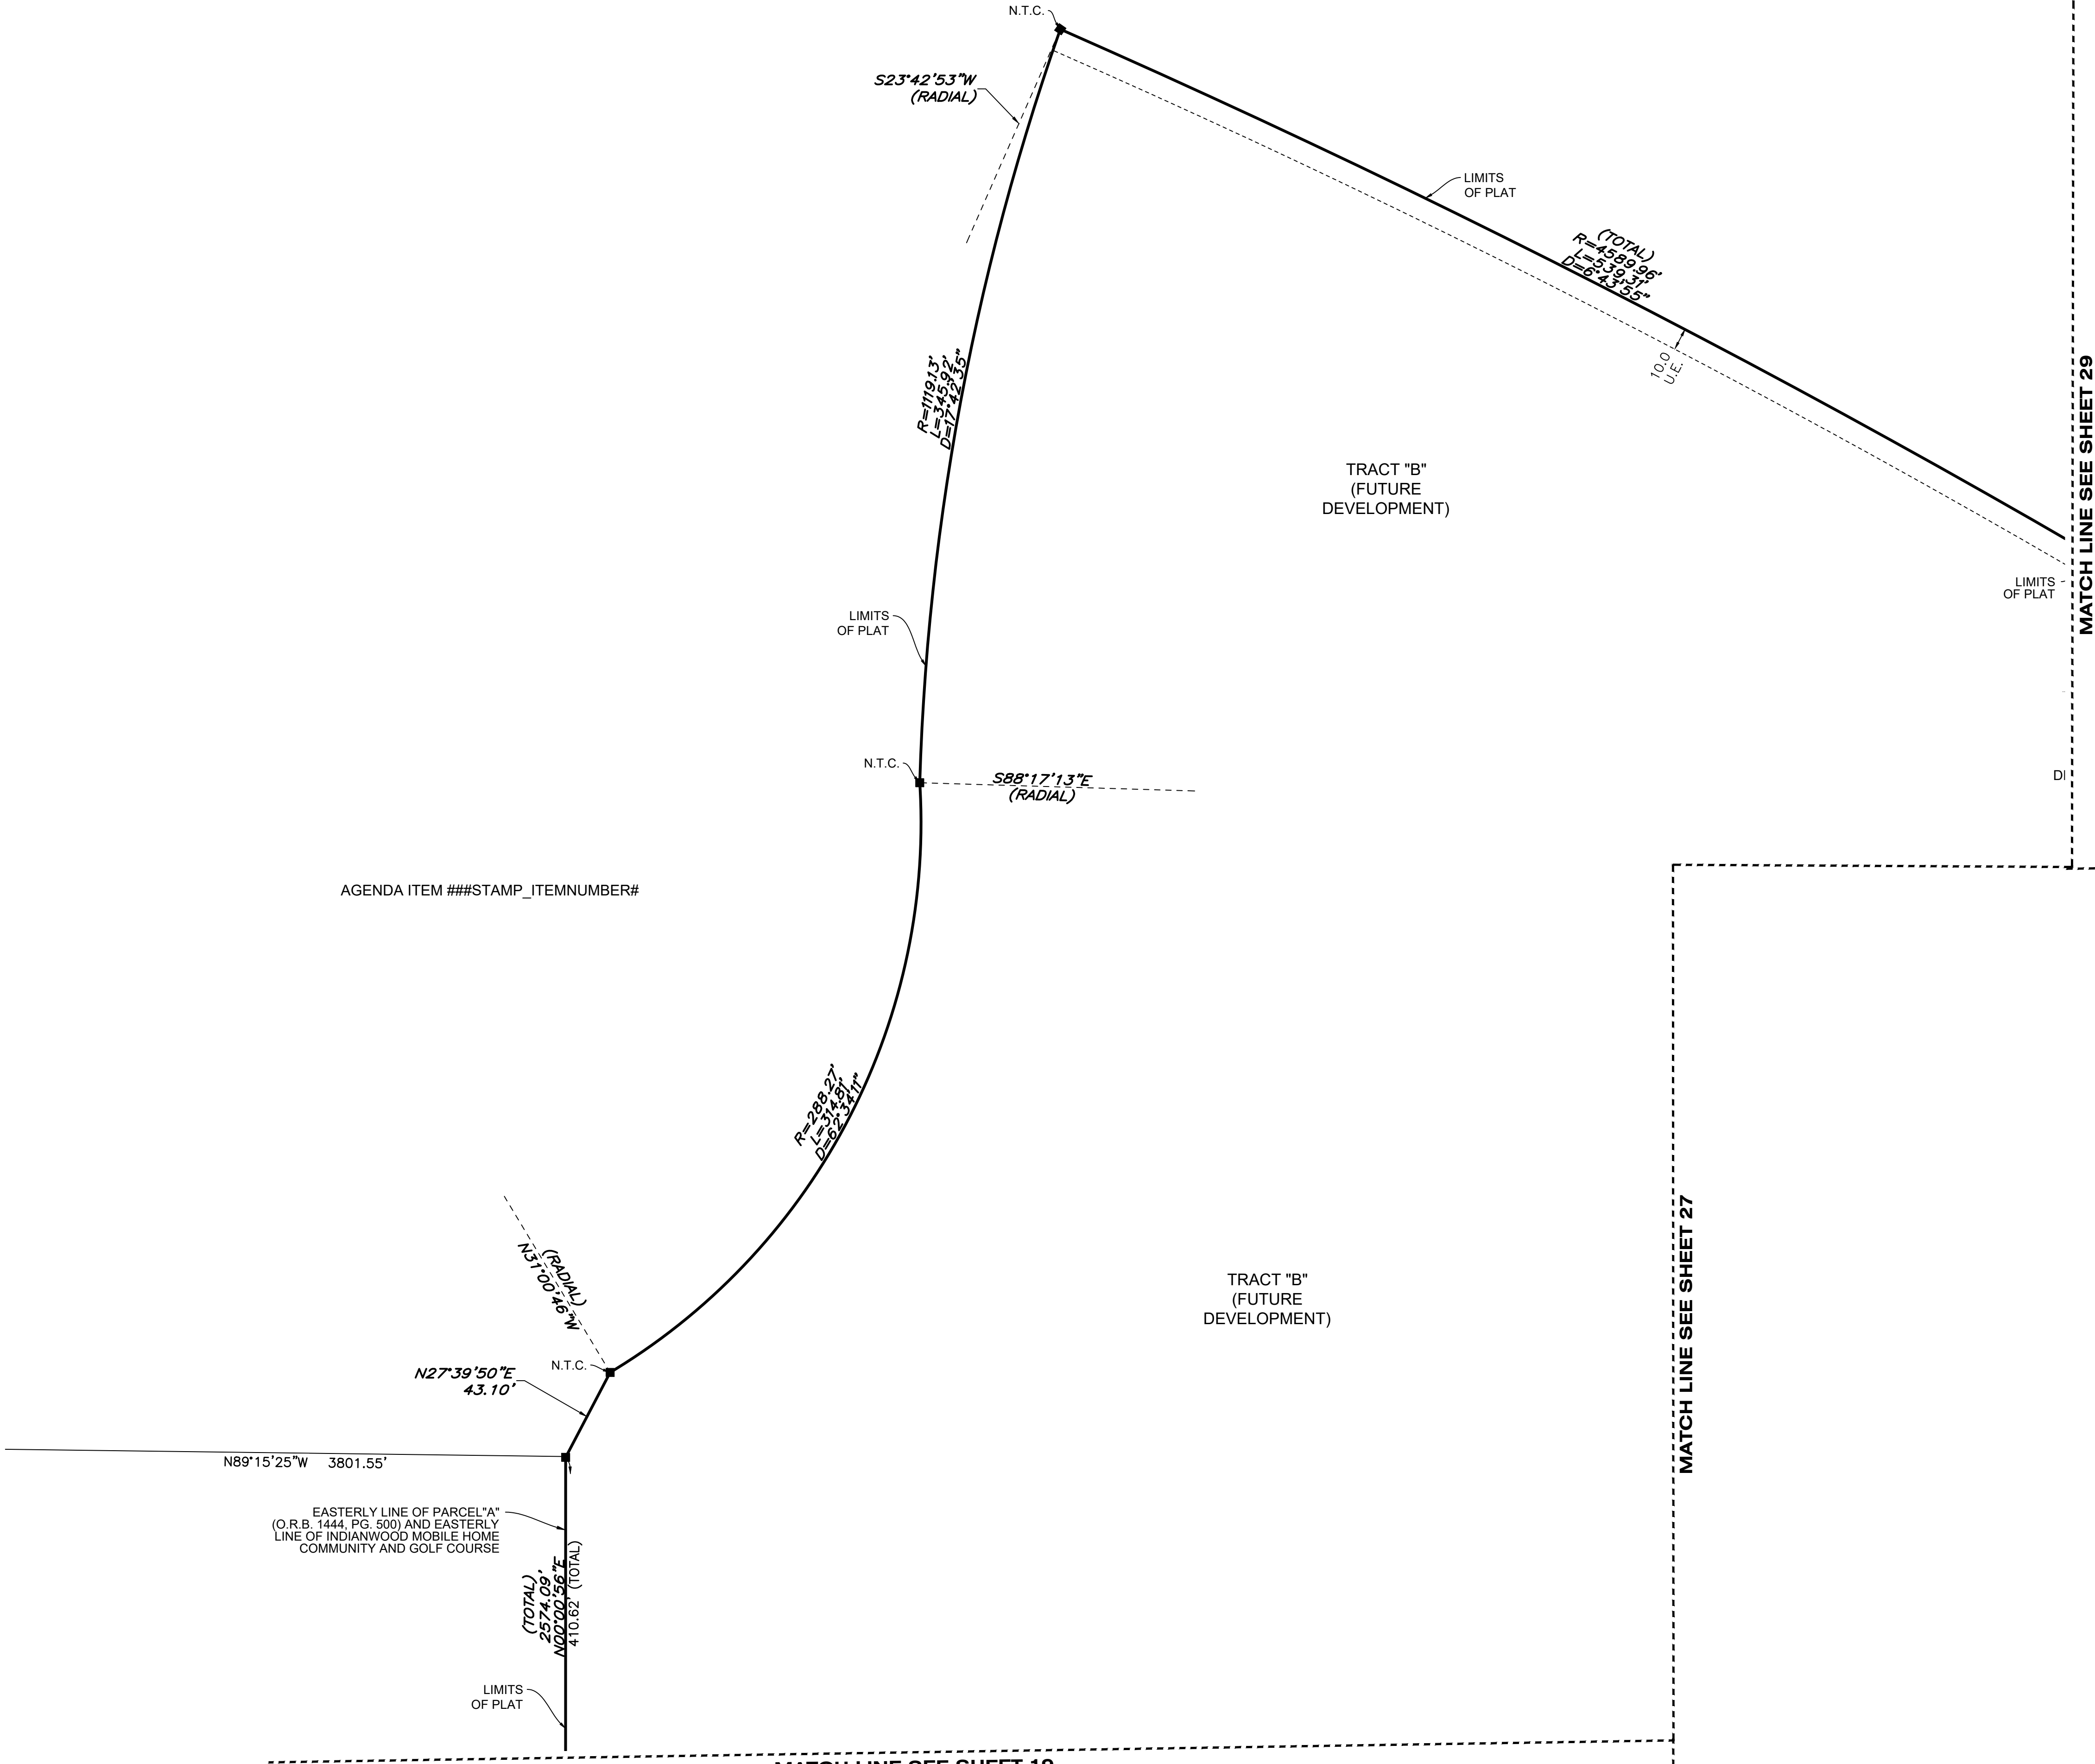 N.T.C.
S23°42'53"W
(RADIAL)
LIMITS
OF PLAT
(TOTAL)
R=4589.96'
L=539.31'
D=6°43'55"
10.0
U.E.
R=1119.13'
L=345.92'
D=17°42'35"
MATCH LINE SEE SHEET 29
TRACT "B"
(FUTURE
DEVELOPMENT)
LIMITS
OF PLAT
LIMITS
OF PLAT
N.T.C.
S88°17'13"E
(RADIAL)
AGENDA ITEM ###STAMP_ITEMNUMBER#
R=288.27'
L=314.81'
D=62°34'11"
(RADIAL)
N31°00'46"W
MATCH LINE SEE SHEET 27
TRACT "B"
(FUTURE
DEVELOPMENT)
N.T.C.
N27°39'50"E
43.10'
N89°15'25"W 3801.55'
EASTERLY LINE OF PARCEL"A"
(O.R.B. 1444, PG. 500) AND EASTERLY
LINE OF INDIANWOOD MOBILE HOME
COMMUNITY AND GOLF COURSE
(TOTAL)
2574.09'
N00°00'56"E
410.62' (TOTAL)
LIMITS
OF PLAT
MATCH LINE SEE SHEET